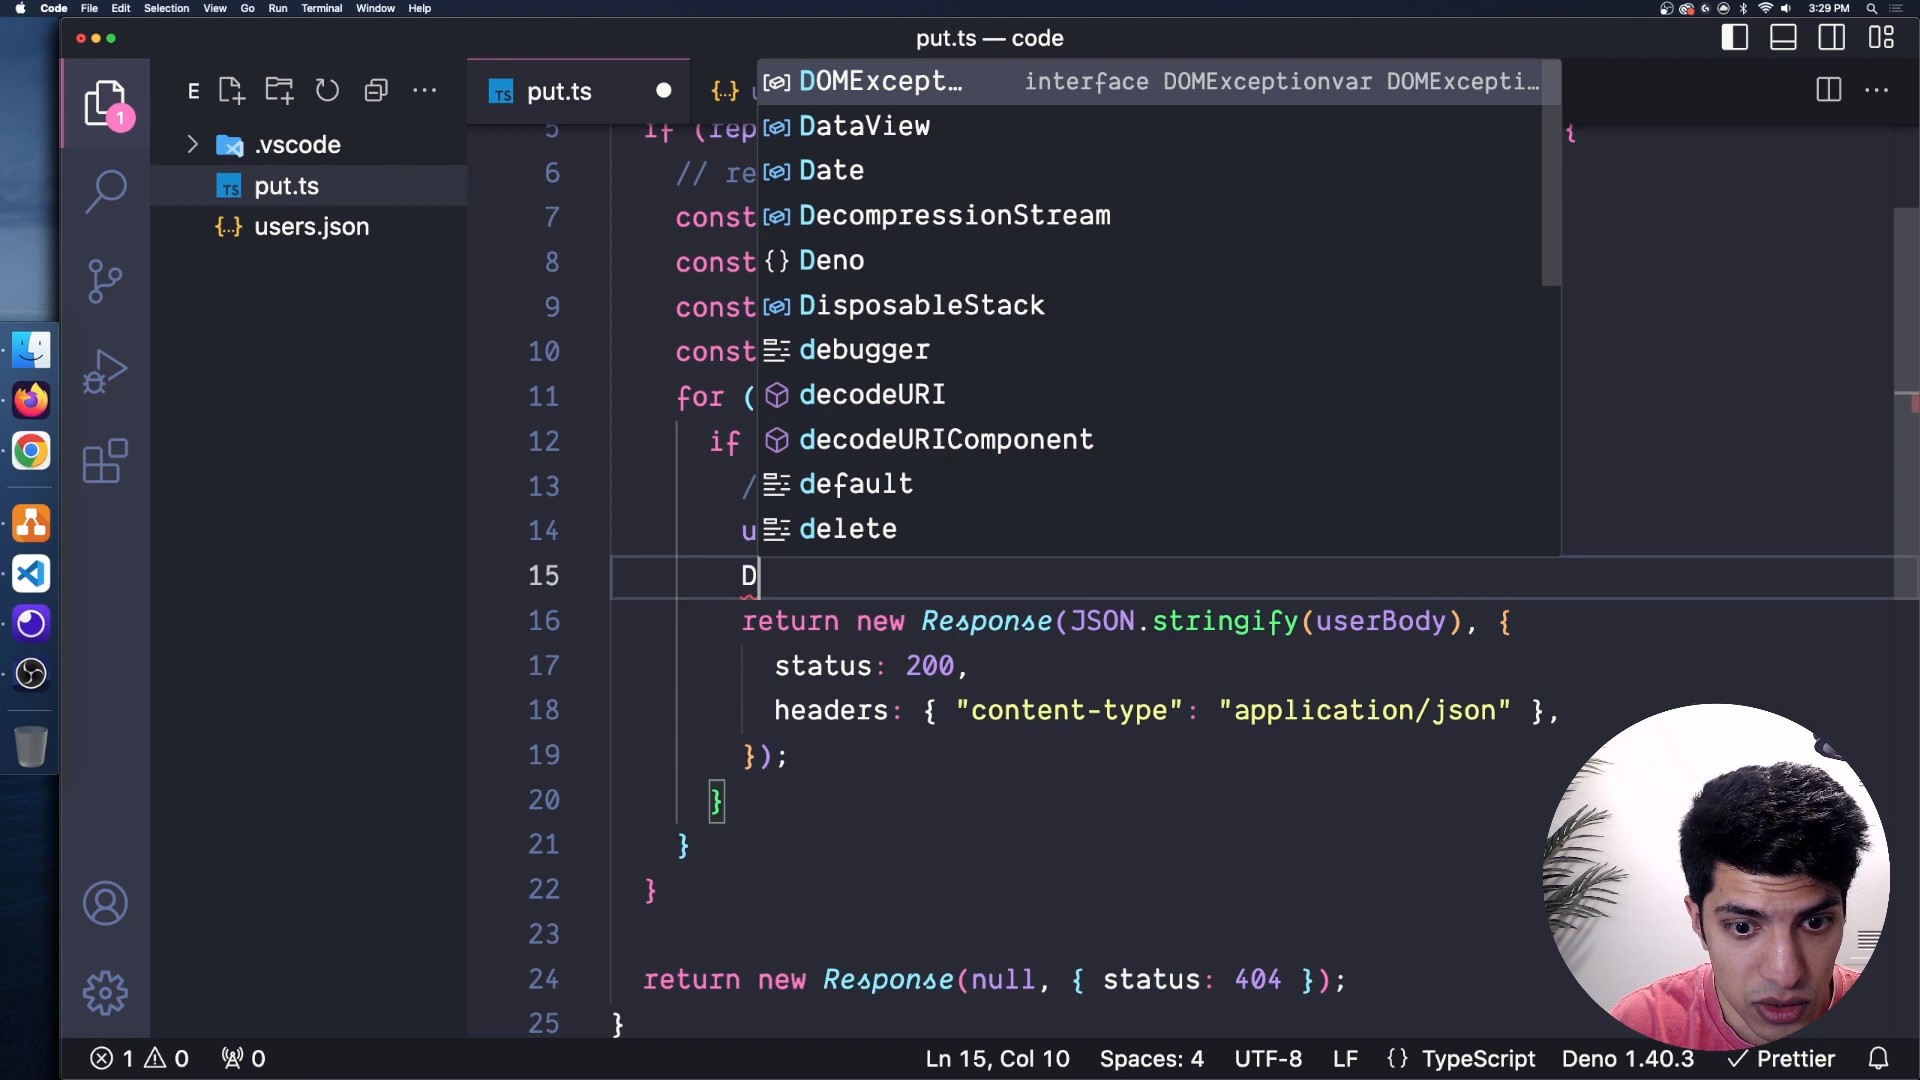 Code File Edit Selection View Go Run Terminal Window Help 3:29 PM
put.ts — code
E
put.ts
.vscode
put.ts
users.json
1
DOMExcept… interface DOMExceptionvar DOMExcepti…
DataView
Date
DecompressionStream
Deno
DisposableStack
debugger
decodeURI
decodeURIComponent
default
delete
5 if (req {
6 // re
7 const
8 const
9 const
10 const
11 for (
12 if
13 /
14 u
15 D
16 return new Response(JSON.stringify(userBody), {
17 status: 200,
18 headers: { "content-type": "application/json" },
19 });
20 }
21 }
22 }
23
24 return new Response(null, { status: 404 });
25 }
1 0 0 Ln 15, Col 10 Spaces: 4 UTF-8 LF {} TypeScript Deno 1.40.3 Prettier